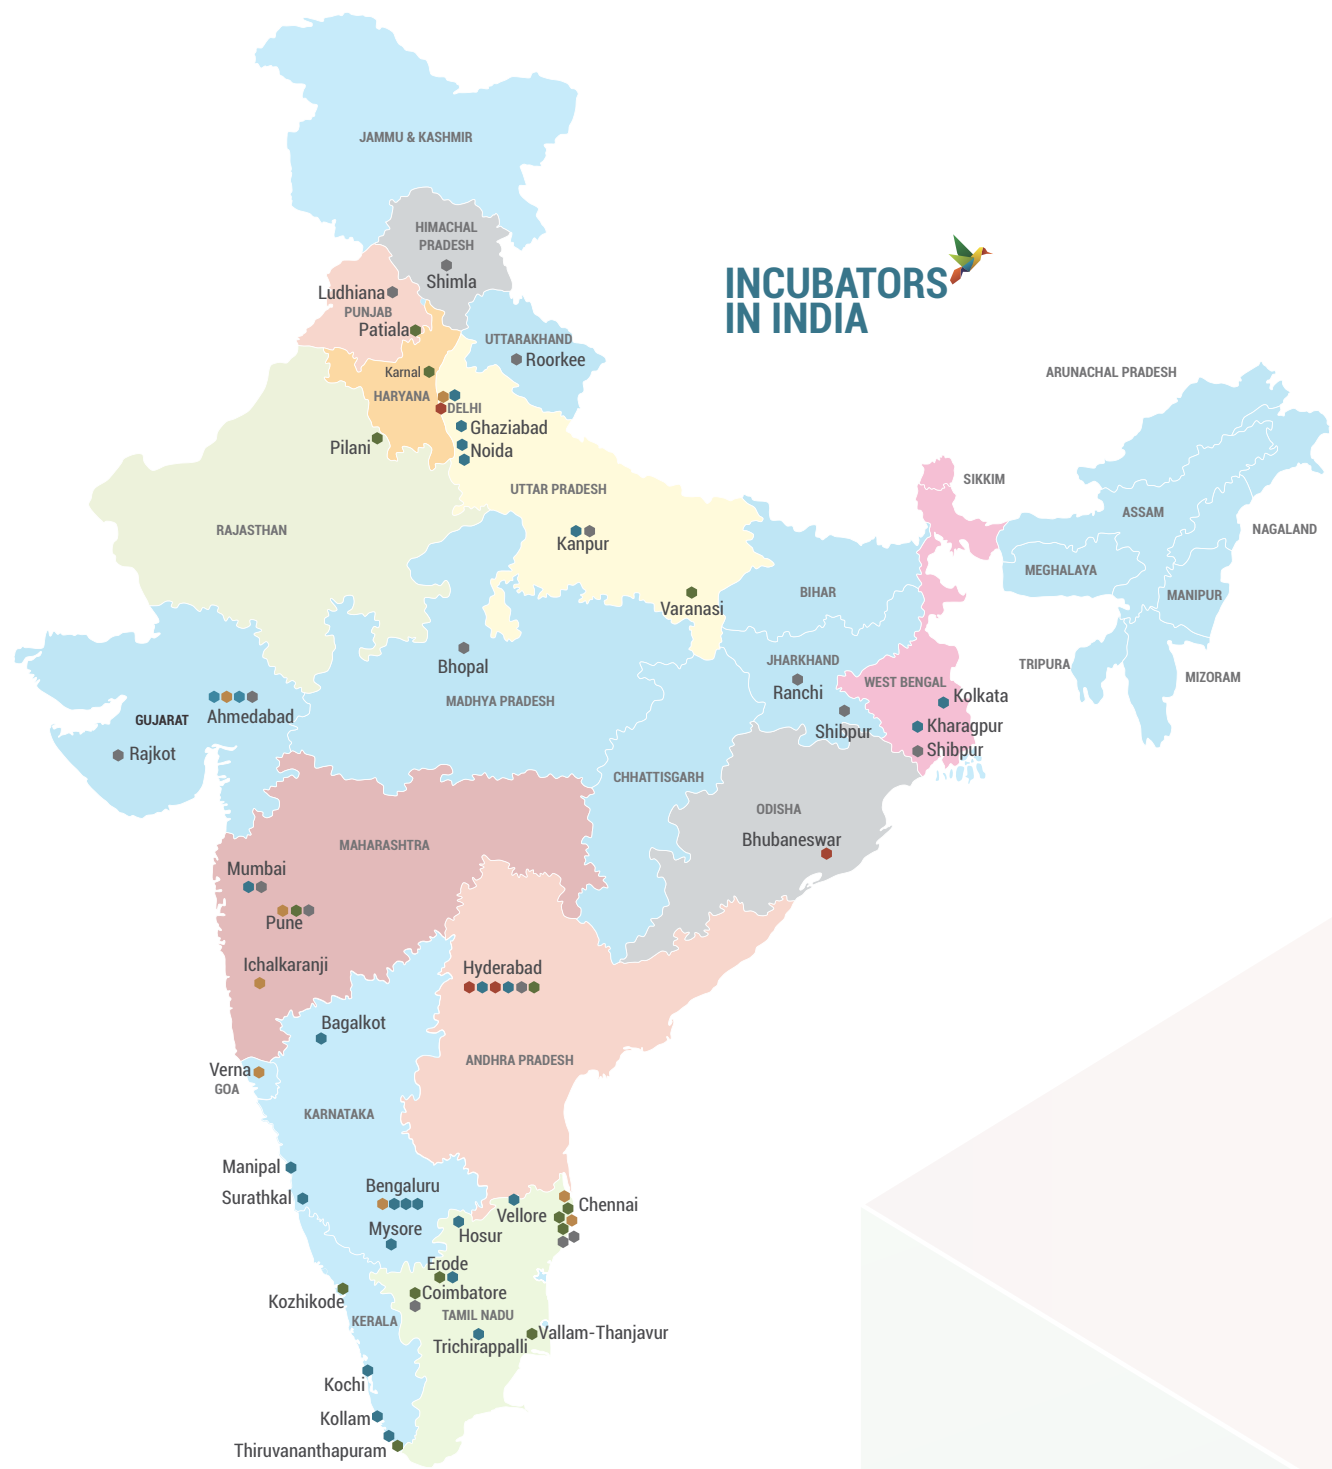 JAMMU & KASHMIR
HIMACHAL
PRADESH
Shimla
INCUBATORS
IN INDIA
Ludhiana
PUNJAB
Patiala
UTTARAKHAND
Roorkee
Karnal
HARYANA
DELHI
ARUNACHAL PRADESH
Ghaziabad
Pilani
Noida
UTTAR PRADESH
SIKKIM
ASSAM
RAJASTHAN
NAGALAND
Kanpur
MEGHALAYA
BIHAR
MANIPUR
Varanasi
Bhopal
JHARKHAND
TRIPURA
MIZORAM
Ranchi
WEST BENGAL
Kolkata
MADHYA PRADESH
GUJARAT
Ahmedabad
Kharagpur
Shibpur
Shibpur
Rajkot
CHHATTISGARH
ODISHA
Bhubaneswar
MAHARASHTRA
Mumbai
Pune
Ichalkaranji
Hyderabad
Bagalkot
ANDHRA PRADESH
Verna
GOA
KARNATAKA
Manipal
Bengaluru
Surathkal
Chennai
Vellore
Mysore
Hosur
Erode
Coimbatore
Kozhikode
TAMIL NADU
KERALA
Vallam-Thanjavur
Trichirappalli
Kochi
Kollam
Thiruvananthapuram